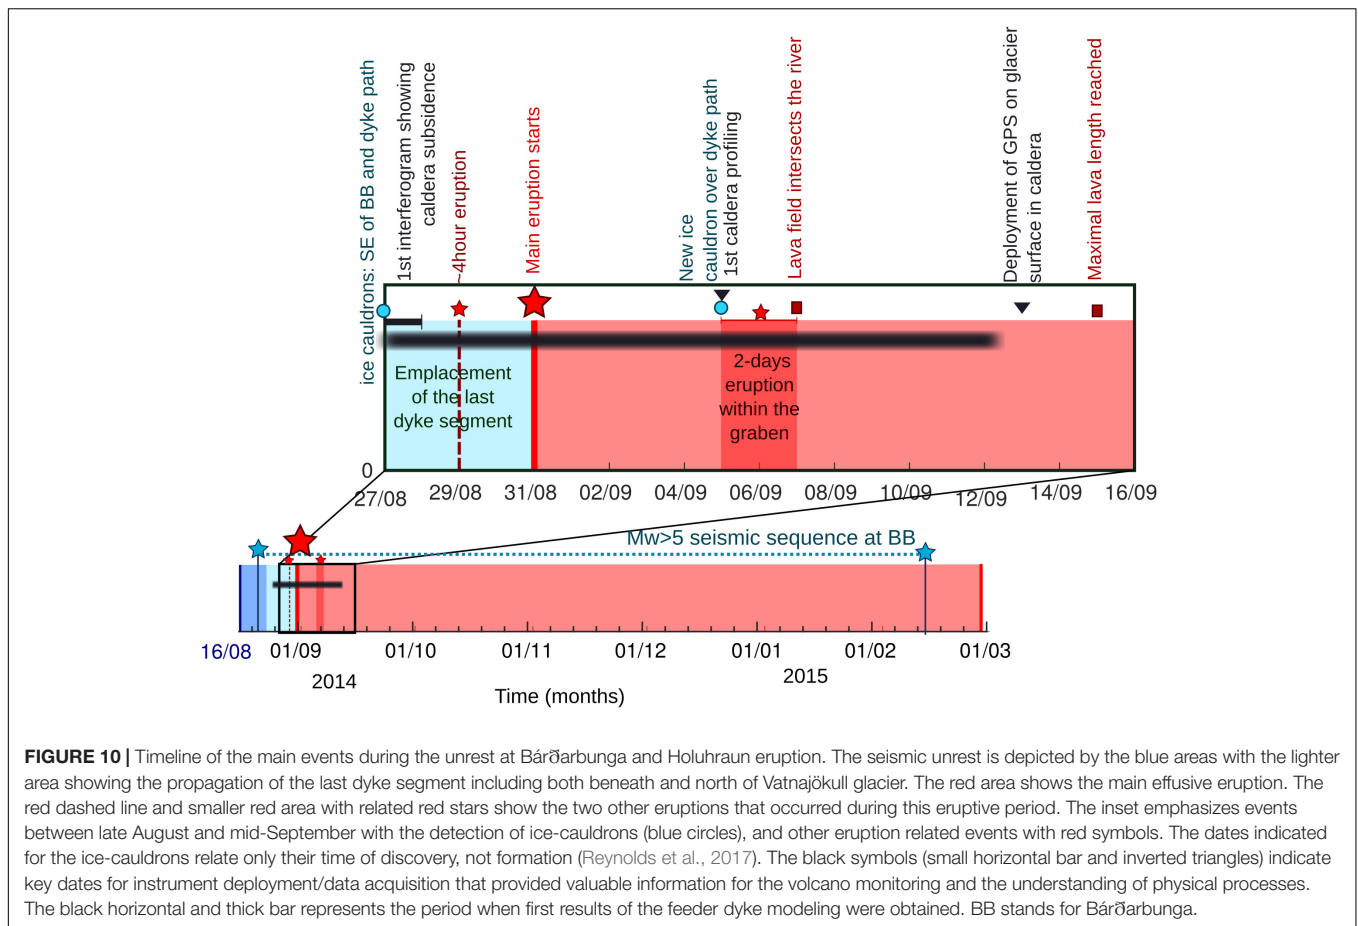 ice cauldrons: SE of BB and dyke path
1st interferogram showing
caldera subsidence
~4hour eruption
Main eruption starts
New ice
cauldron over dyke path
1st caldera profiling
Lava field intersects the river
Deployment of GPS on glacier
surface in caldera
Maximal lava length reached
Emplacement
of the last
dyke segment
2-days
eruption
within the
graben
0
27/08 29/08 31/08 02/09 04/09 06/09 08/09 10/09 12/09 14/09 16/09
Mw>5 seismic sequence at BB
16/08 01/09 01/10 01/11 01/12 01/01 01/02 01/03
2014 2015
Time (months)
FIGURE 10 | Timeline of the main events during the unrest at Bárðarbunga and Holuhraun eruption. The seismic unrest is depicted by the blue areas with the lighter
area showing the propagation of the last dyke segment including both beneath and north of Vatnajökull glacier. The red area shows the main effusive eruption. The
red dashed line and smaller red area with related red stars show the two other eruptions that occurred during this eruptive period. The inset emphasizes events
between late August and mid-September with the detection of ice-cauldrons (blue circles), and other eruption related events with red symbols. The dates indicated
for the ice-cauldrons relate only their time of discovery, not formation (Reynolds et al., 2017). The black symbols (small horizontal bar and inverted triangles) indicate
key dates for instrument deployment/data acquisition that provided valuable information for the volcano monitoring and the understanding of physical processes.
The black horizontal and thick bar represents the period when first results of the feeder dyke modeling were obtained. BB stands for Bárðarbunga.